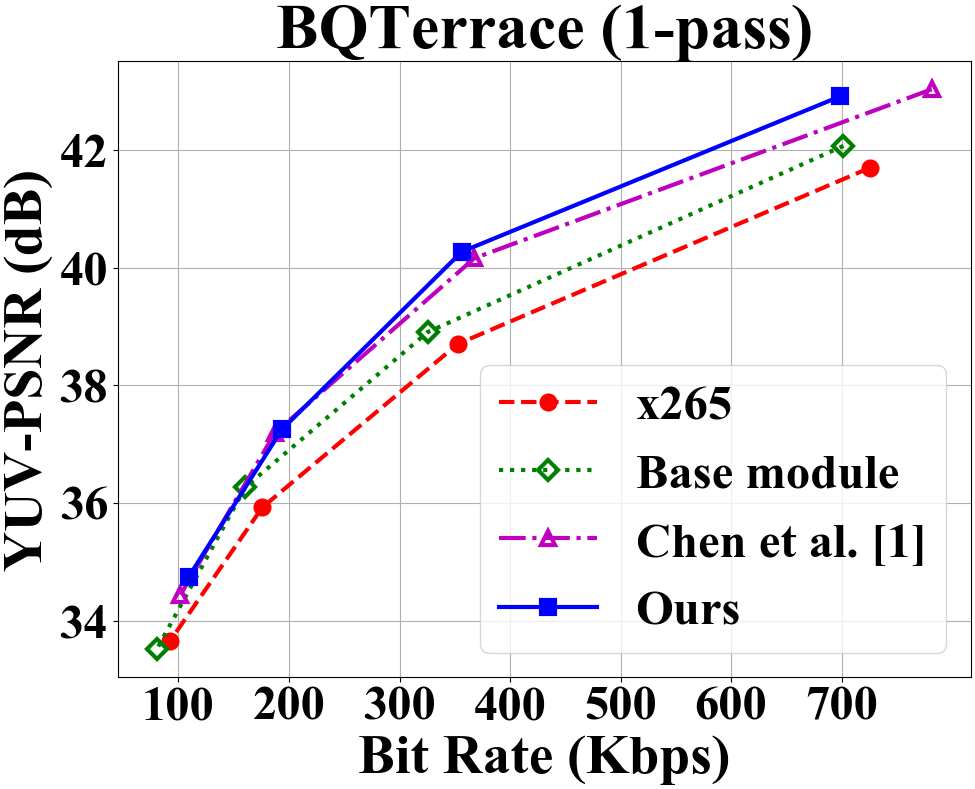 BQTerrace (1-pass)
YUV-PSNR (dB)
42
40
38
36
34
x265
Base module
Chen et al. [1]
Ours
100 200 300 400 500 600 700
Bit Rate (Kbps)